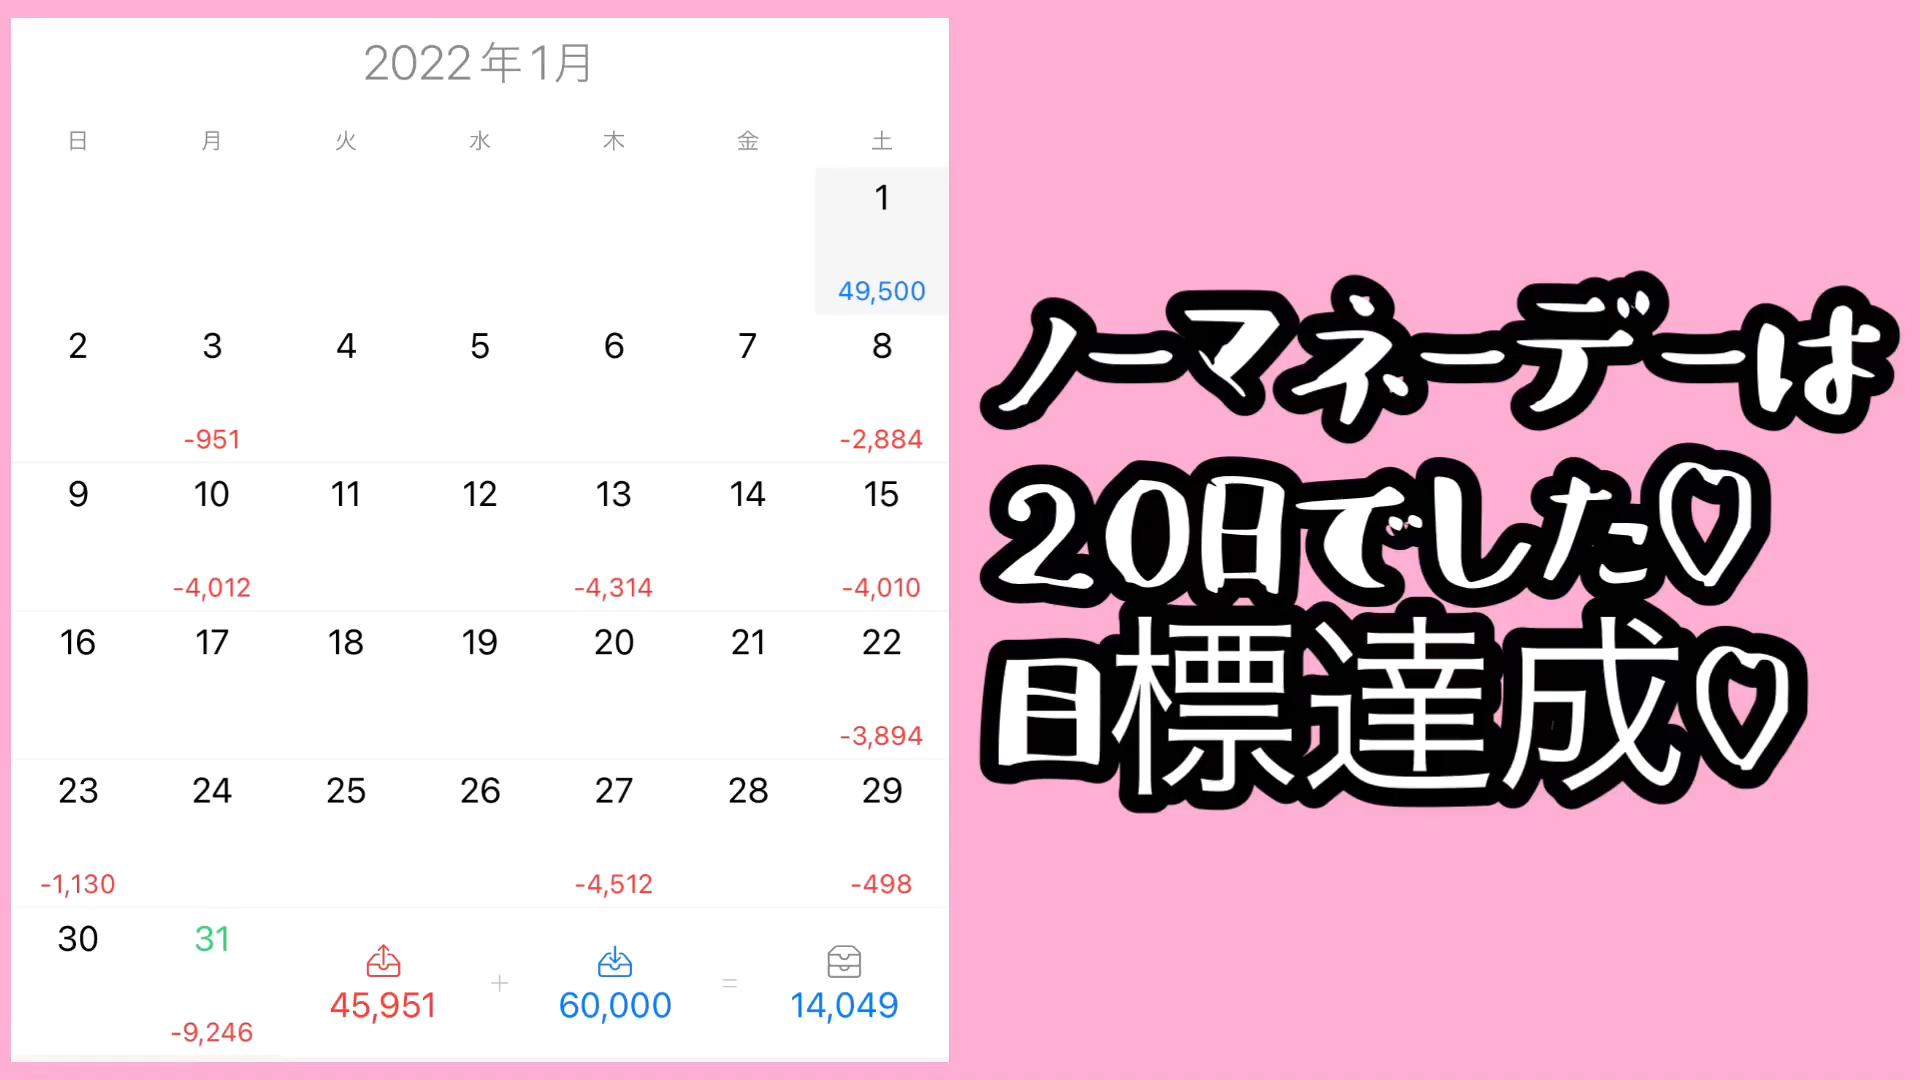 2022年1月
日 月 火 水 木 金 土
1
49,500
2 3 4 5 6 7 8
-951 -2,884
9 10 11 12 13 14 15
-4,012 -4,314 -4,010
16 17 18 19 20 21 22
-3,894
23 24 25 26 27 28 29
-1,130 -4,512 -498
30 31
-9,246
45,951 + 60,000 = 14,049
ノーマネーデーは
20日でした♡
目標達成♡